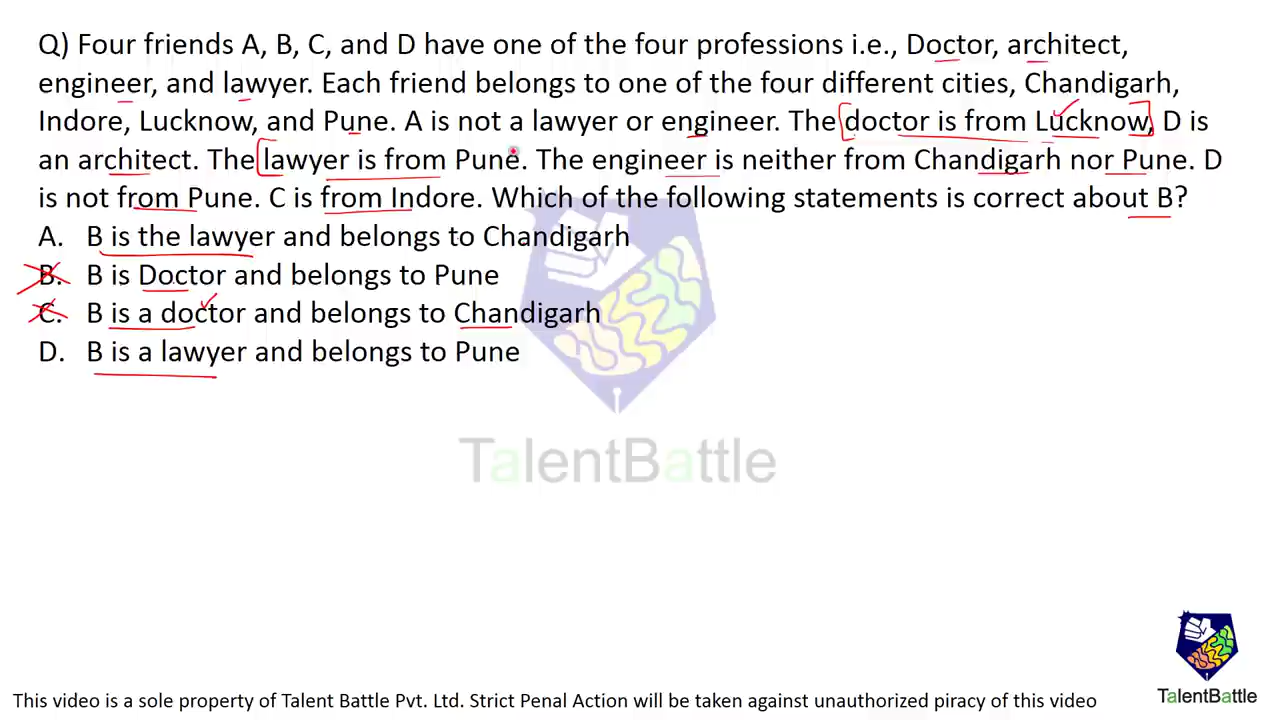 Q) Four friends A, B, C, and D have one of the four professions i.e., Doctor, architect,
engineer, and lawyer. Each friend belongs to one of the four different cities, Chandigarh,
Indore, Lucknow, and Pune. A is not a lawyer or engineer. The doctor is from Lucknow, D is
an architect. The lawyer is from Pune. The engineer is neither from Chandigarh nor Pune. D
is not from Pune. C is from Indore. Which of the following statements is correct about B?
A. B is the lawyer and belongs to Chandigarh
B. B is Doctor and belongs to Pune
C. B is a doctor and belongs to Chandigarh
D. B is a lawyer and belongs to Pune
TalentBattle
TalentBattle
This video is a sole property of Talent Battle Pvt. Ltd. Strict Penal Action will be taken against unauthorized piracy of this video